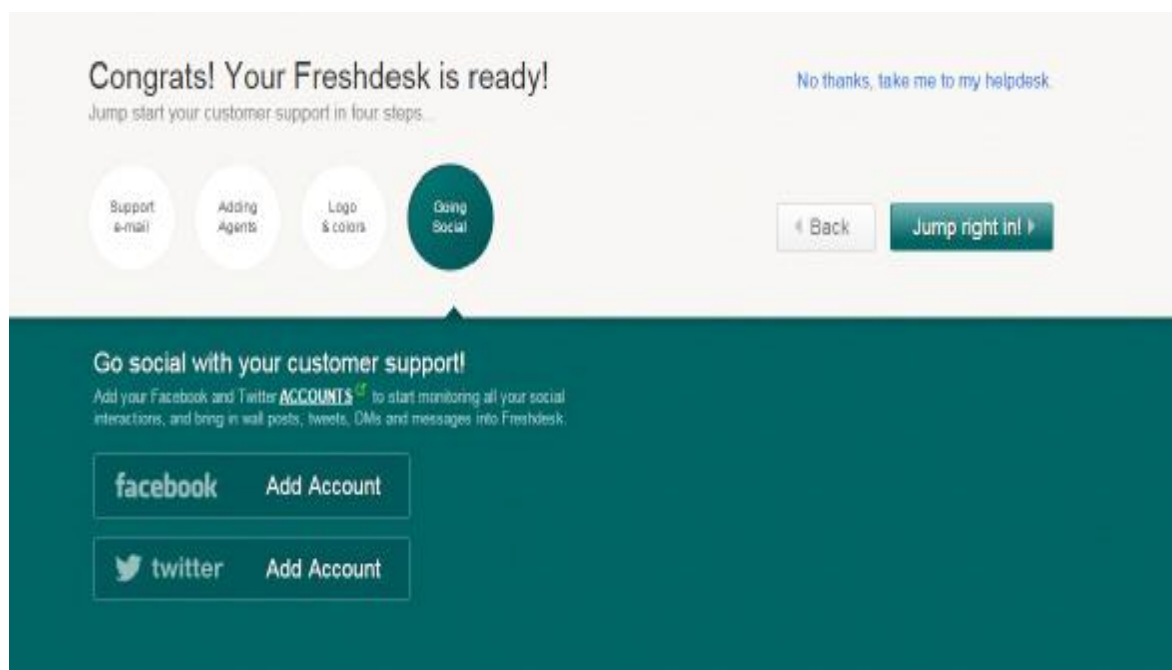 Congrats! Your Freshdesk is ready!
No thanks, take me to my helpdesk.
Jump start your customer support in four steps...
Support
e-mail
Adding
Agents
Logo
& colors
Going
Social
Back
Jump right in!
Go social with your customer support!
Add your Facebook and Twitter ACCOUNTS to start monitoring all your social
interactions, and bring in wall posts, tweets, DMs and messages into Freshdesk.
facebook Add Account
twitter Add Account